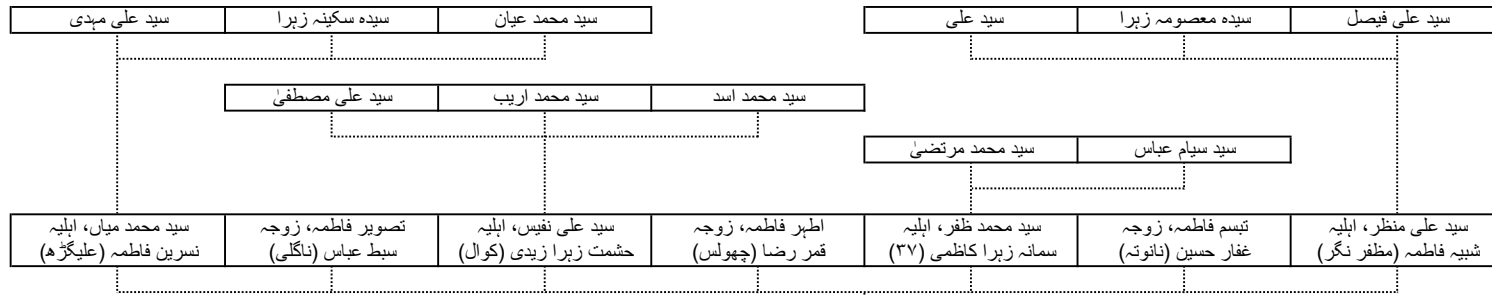 سید علی فیصل
سیدہ معصومہ زہرا
سید علی
سید محمد عیان
سیدہ سکینہ زہرا
سید علی مہدی
سید محمد اسد
سید محمد اریب
سید علی مصطفیٰ
سید سیام عباس
سید محمد مرتضیٰ
سید علی منظر، اہلیہ
شبیہ فاطمہ (مظفر نگر)
تبسم فاطمہ، زوجہ
غفار حسین (نانوتہ)
سید محمد ظفر، اہلیہ
سمانہ زہرا کاظمی (۳۷)
اطہر فاطمہ، زوجہ
قمر رضا (چھولس)
سید علی نفیس، اہلیہ
حشمت زہرا زیدی (کوال)
تصویر فاطمہ، زوجہ
سبط عباس (ناگلی)
سید محمد میاں، اہلیہ
نسرین فاطمہ (علیگڑھ)